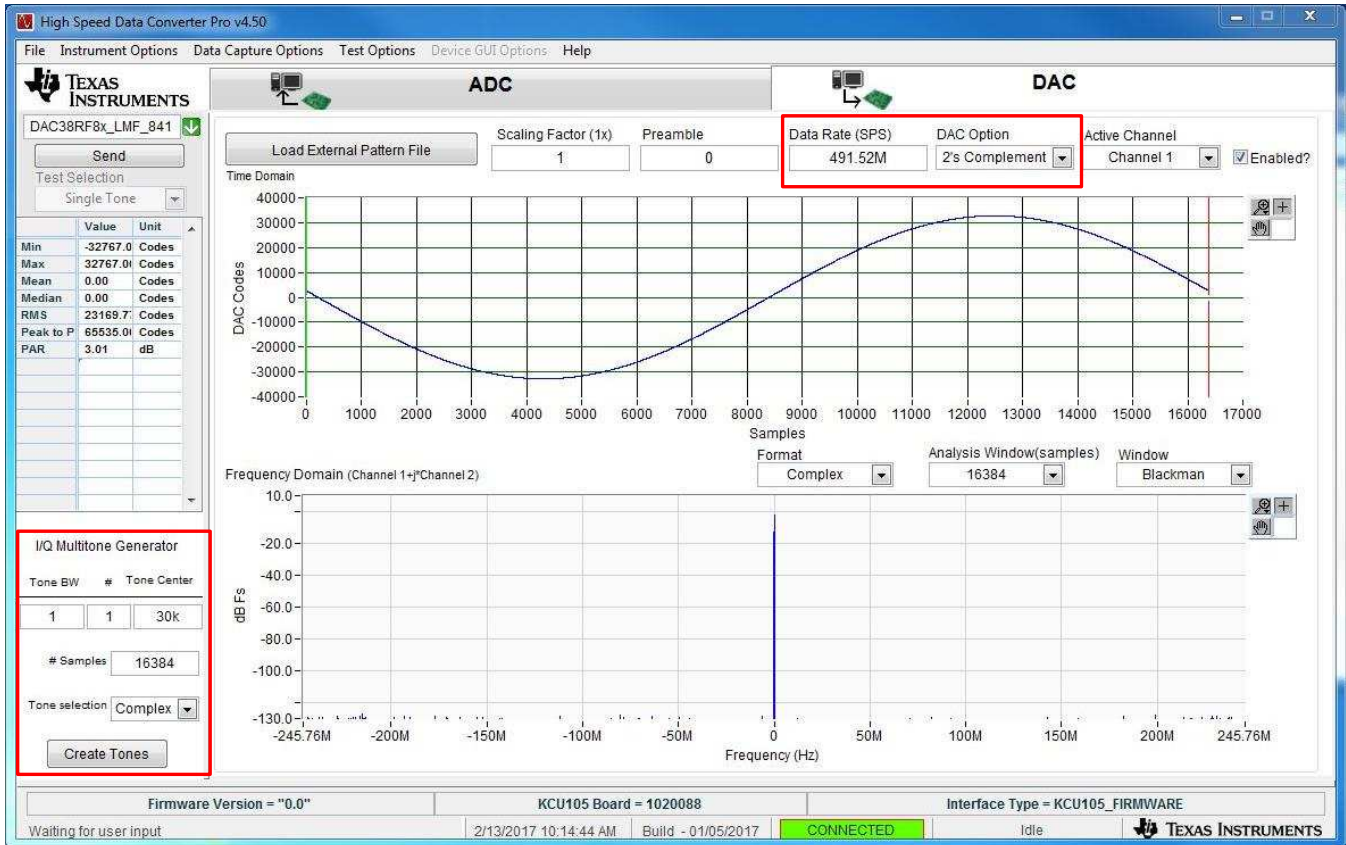 High Speed Data Converter Pro v4.50
File Instrument Options Data Capture Options Test Options Device GUI Options Help
TEXAS INSTRUMENTS
ADC
DAC
DAC38RF8x_LMF_841
Send
Test Selection
Single Tone
Value Unit
Min -32767.0 Codes
Max 32767.0 Codes
Mean 0.00 Codes
Median 0.00 Codes
RMS 23169.7 Codes
Peak to P 65535.0 Codes
PAR 3.01 dB
I/Q Multitone Generator
Tone BW # Tone Center
1 1 30k
# Samples 16384
Tone selection Complex
Create Tones
Load External Pattern File
Scaling Factor (1x)
1
Preamble
0
Data Rate (SPS)
491.52M
DAC Option
2's Complement
Active Channel
Channel 1
Enabled?
Time Domain
DAC Codes
40000
30000
20000
10000
0
-10000
-20000
-30000
-40000
0 1000 2000 3000 4000 5000 6000 7000 8000 9000 10000 11000 12000 13000 14000 15000 16000 17000
Samples
Format
Complex
Analysis Window(samples)
16384
Window
Blackman
Frequency Domain (Channel 1+j*Channel 2)
dB Fs
10.0
-20.0
-40.0
-60.0
-80.0
-100.0
-130.0
-245.76M -200M -150M -100M -50M 0 50M 100M 150M 200M 245.76M
Frequency (Hz)
Firmware Version = "0.0"
KCU105 Board = 1020088
Interface Type = KCU105_FIRMWARE
Waiting for user input
2/13/2017 10:14:44 AM
Build - 01/05/2017
CONNECTED
Idle
TEXAS INSTRUMENTS